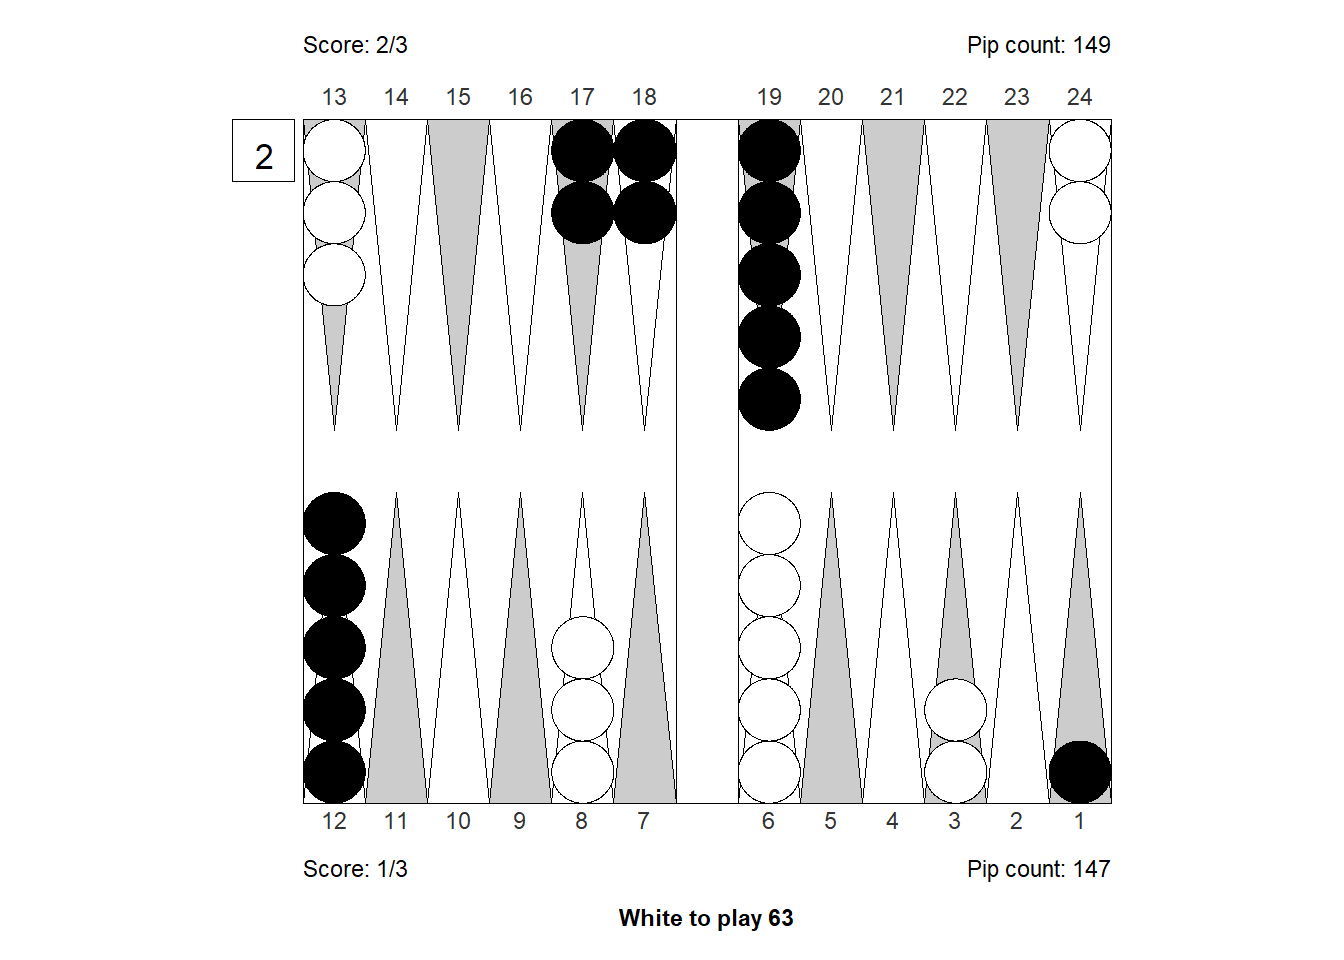 Score: 2/3 Pip count: 149
13 14 15 16 17 18 19 20 21 22 23 24
2
12 11 10 9 8 7 6 5 4 3 2 1
Score: 1/3 Pip count: 147
White to play 63